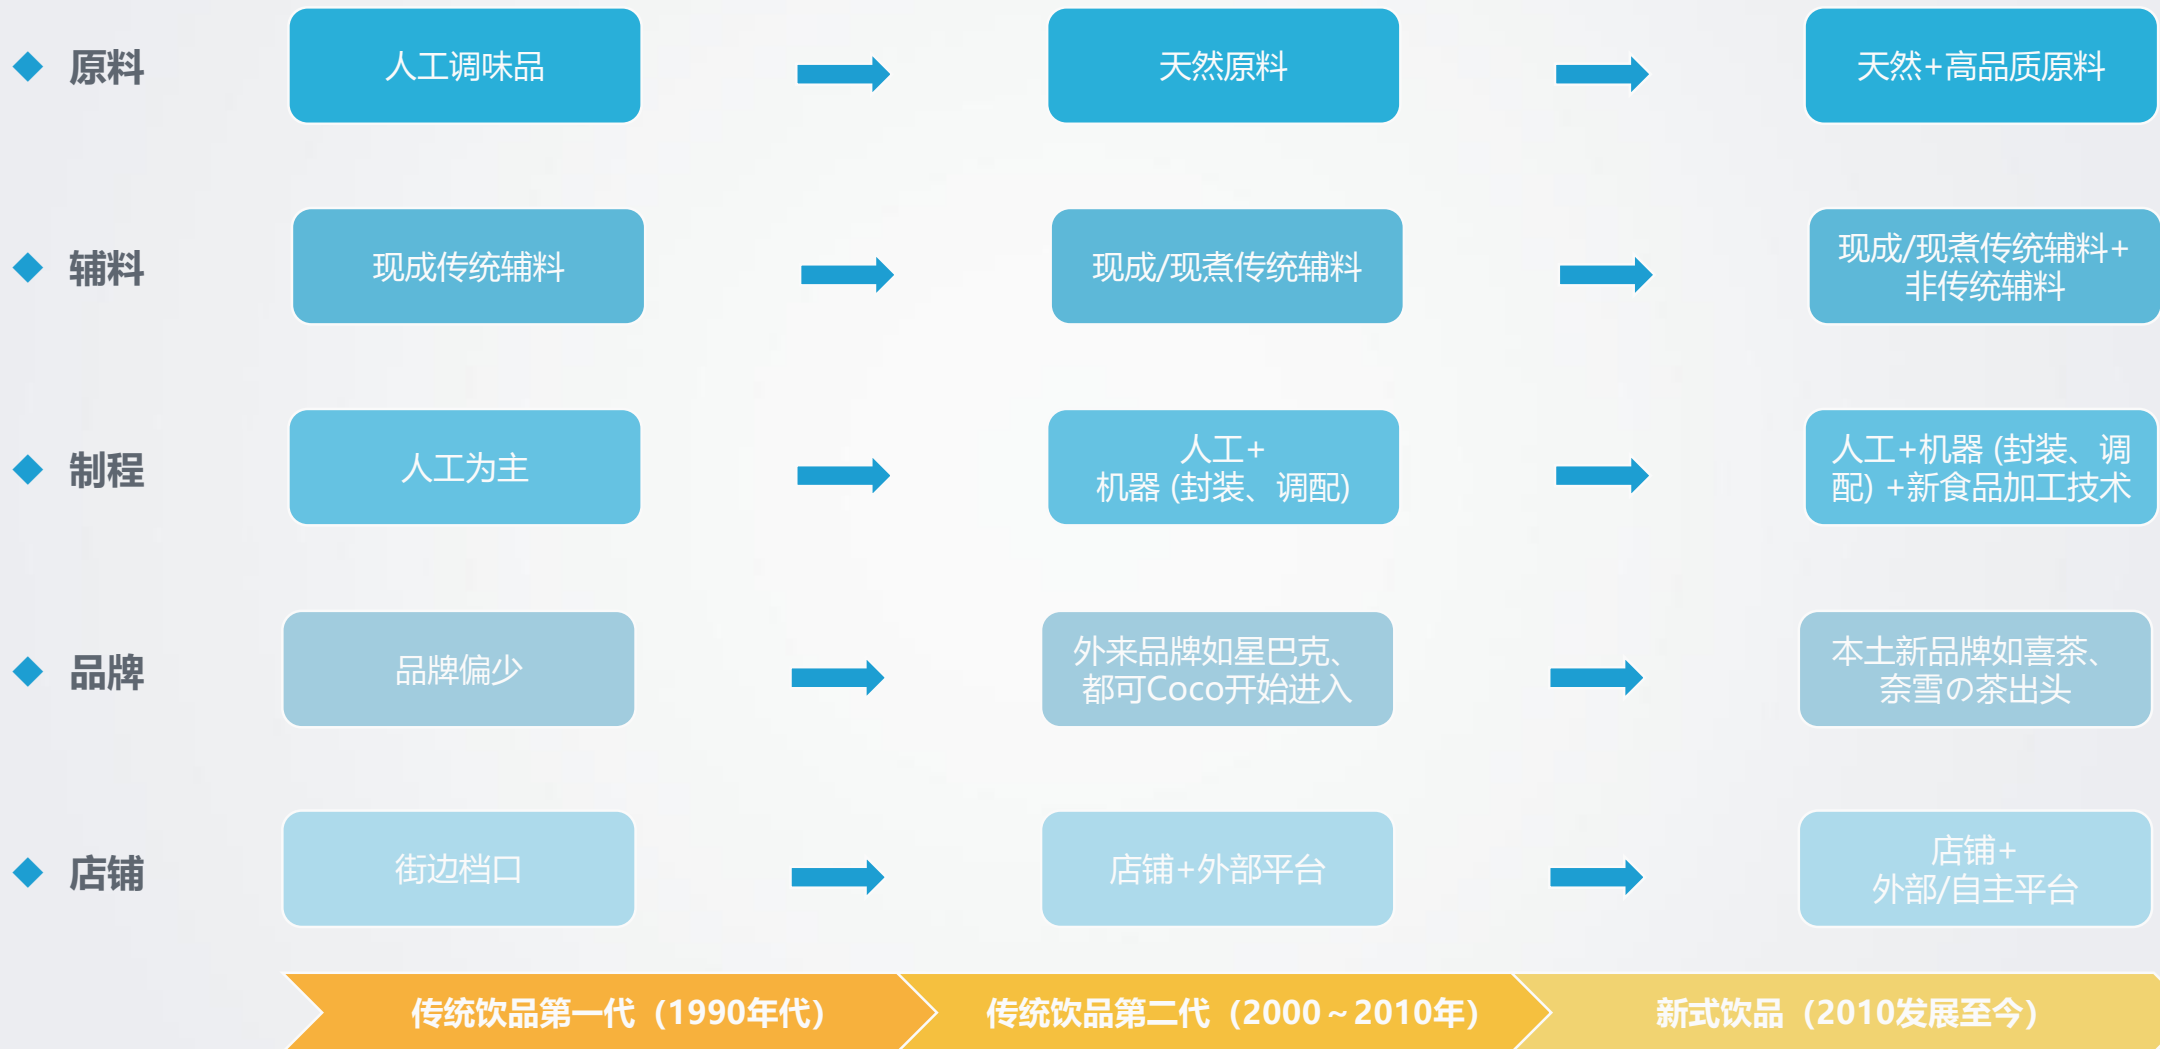 原料
人工调味品
天然原料
天然+高品质原料
辅料
现成传统辅料
现成/现煮传统辅料
现成/现煮传统辅料+
非传统辅料
制程
人工为主
人工+
机器 (封装、调配)
人工+机器 (封装、调
配) +新食品加工技术
品牌
品牌偏少
外来品牌如星巴克、
都可Coco开始进入
本土新品牌如喜茶、
奈雪の茶出头
店铺
街边档口
店铺+外部平台
店铺+
外部/自主平台
传统饮品第一代（1990年代）
传统饮品第二代（2000～2010年）
新式饮品（2010发展至今）